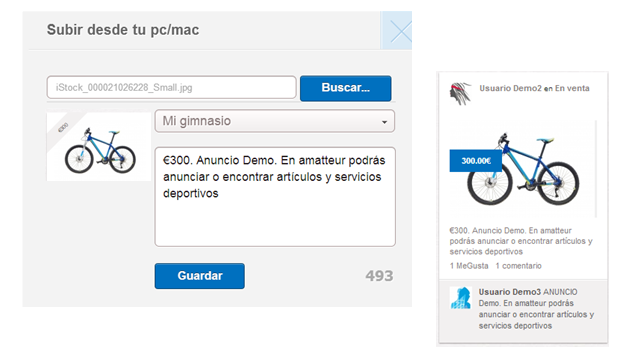 Subir desde tu pc/mac
iStock_000021026228_Small.jpg
Buscar...
€300
Mi gimnasio
€300. Anuncio Demo. En amatteur podrás
anunciar o encontrar artículos y servicios
deportivos
Guardar
493
Usuario Demo2 en En venta
300.00€
€300. Anuncio Demo. En amatteur
podrás anunciar o encontrar artículos y
servicios deportivos
1 MeGusta 1 comentario
Usuario Demo3 ANUNCIO
Demo. En amatteur podrás
anunciar o encontrar artículos y
servicios deportivos